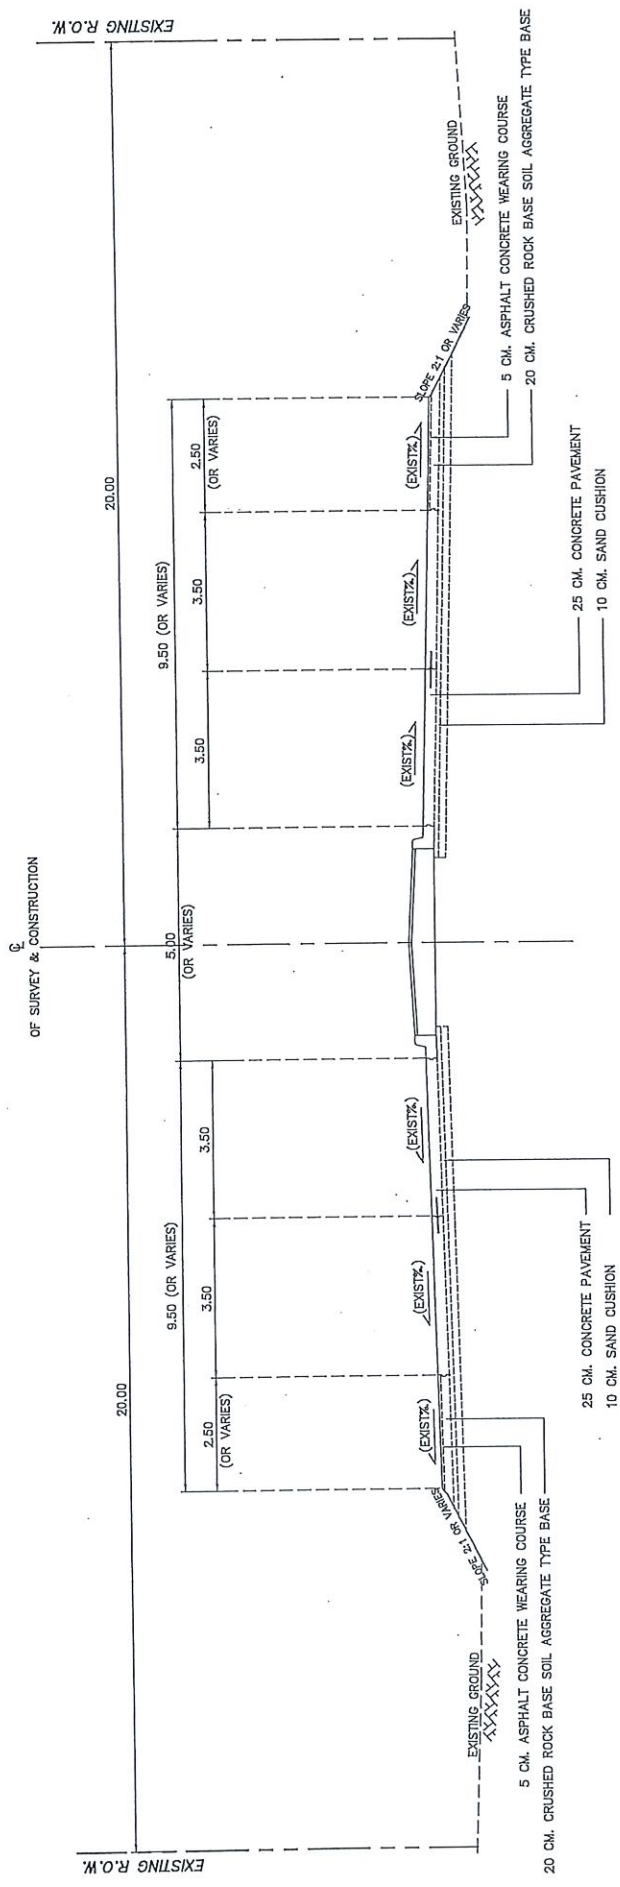 ℄
OF SURVEY & CONSTRUCTION
EXISTING R.O.W.
EXISTING R.O.W.
20.00
20.00
9.50 (OR VARIES)
5.00
(OR VARIES)
9.50 (OR VARIES)
2.50
(OR VARIES)
3.50
3.50
3.50
3.50
2.50
(OR VARIES)
(EXIST%)
(EXIST%)
(EXIST%)
(EXIST%)
(EXIST%)
(EXIST%)
SLOPE 2:1 OR VARIES
SLOPE 2:1 OR VARIES
EXISTING GROUND
EXISTING GROUND
5 CM. ASPHALT CONCRETE WEARING COURSE
20 CM. CRUSHED ROCK BASE SOIL AGGREGATE TYPE BASE
25 CM. CONCRETE PAVEMENT
10 CM. SAND CUSHION
25 CM. CONCRETE PAVEMENT
10 CM. SAND CUSHION
5 CM. ASPHALT CONCRETE WEARING COURSE
20 CM. CRUSHED ROCK BASE SOIL AGGREGATE TYPE BASE